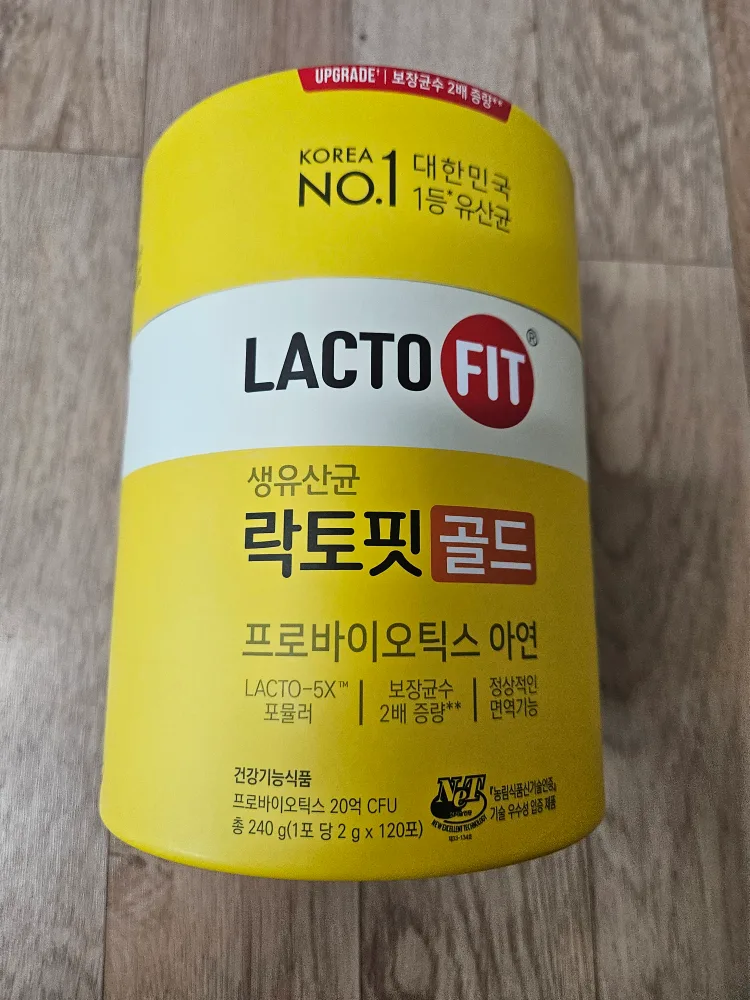 UPGRADE† | 보장균수 2배 증량**
KOREA
NO.1
대한민국
1등* 유산균
LACTO FIT®
생유산균
락토핏 골드
프로바이오틱스 아연
LACTO-5X™
포뮬러
보장균수
2배 증량**
정상적인
면역기능
건강기능식품
프로바이오틱스 20억 CFU
총 240 g(1포 당 2 g x 120포)
NeT
NEW EXCELLENT TECHNOLOGY
『농림식품신기술인증』
기술 우수성 입증 제품